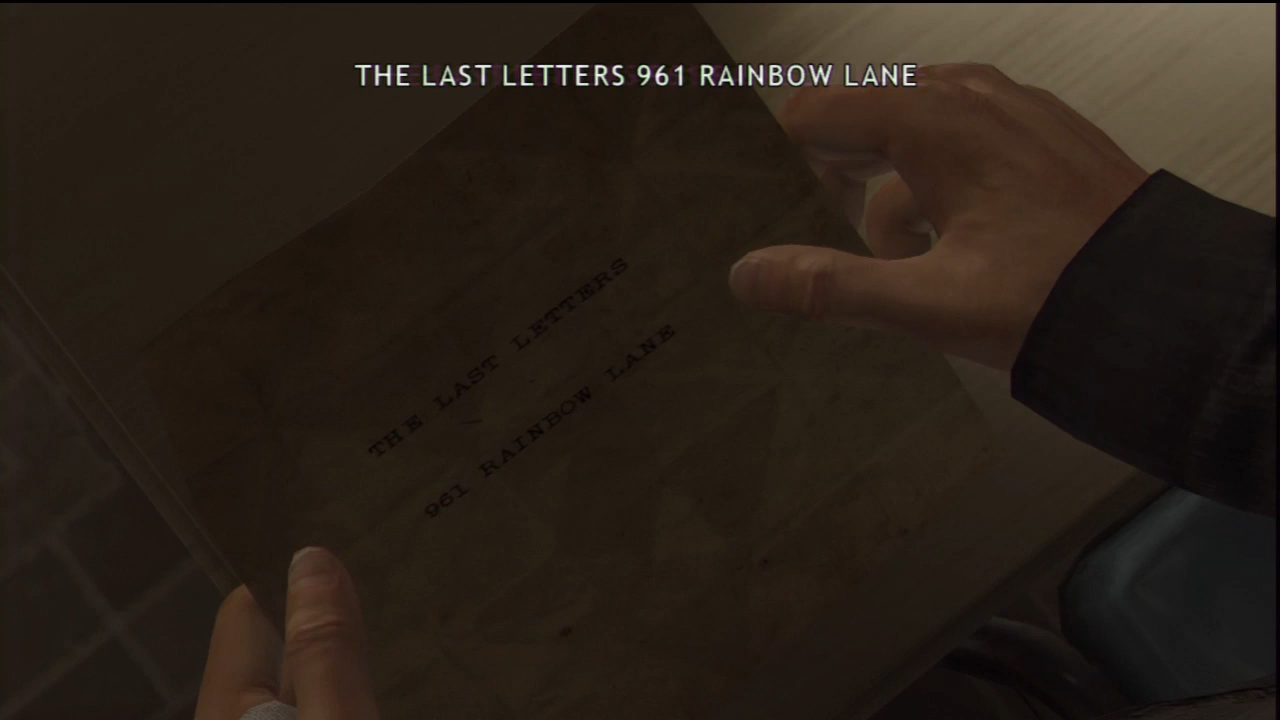 THE LAST LETTERS 961 RAINBOW LANE
THE LAST LETTERS
961 RAINBOW LANE